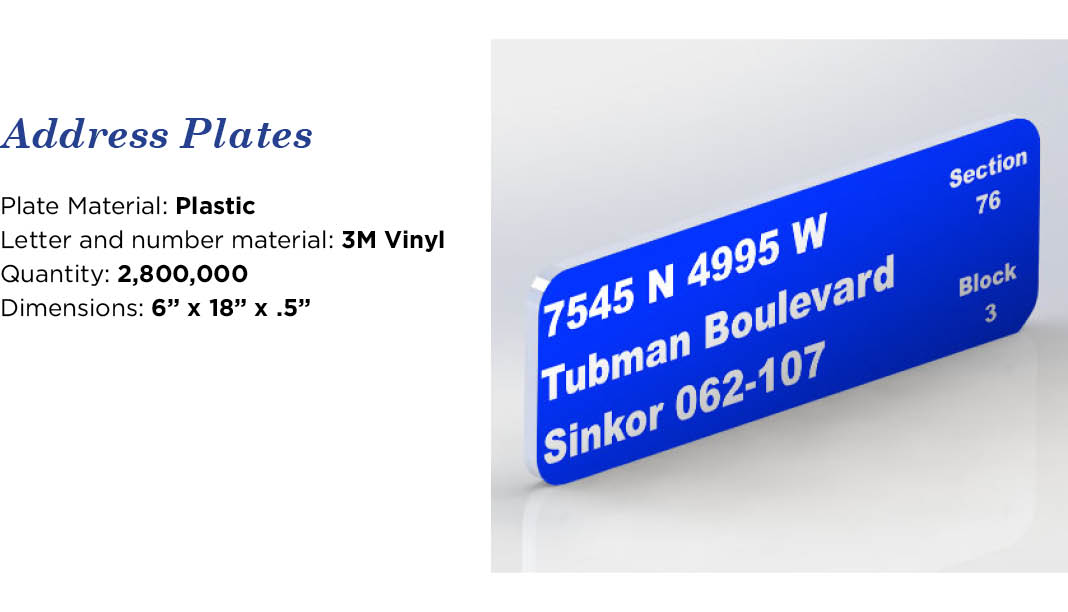 Address Plates
Plate Material: Plastic
Letter and number material: 3M Vinyl
Quantity: 2,800,000
Dimensions: 6” x 18” x .5”
7545 N 4995 W
Tubman Boulevard
Sinkor 062-107
Section
76
Block
3